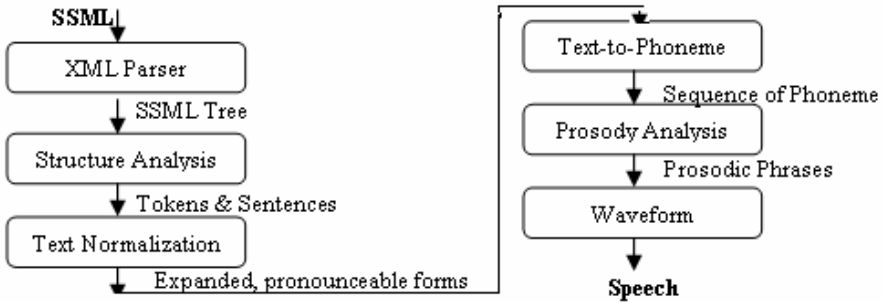 SSML
XML Parser
SSML Tree
Structure Analysis
Tokens & Sentences
Text Normalization
Expanded, pronounceable forms
Text-to-Phoneme
Sequence of Phoneme
Prosody Analysis
Prosodic Phrases
Waveform
Speech